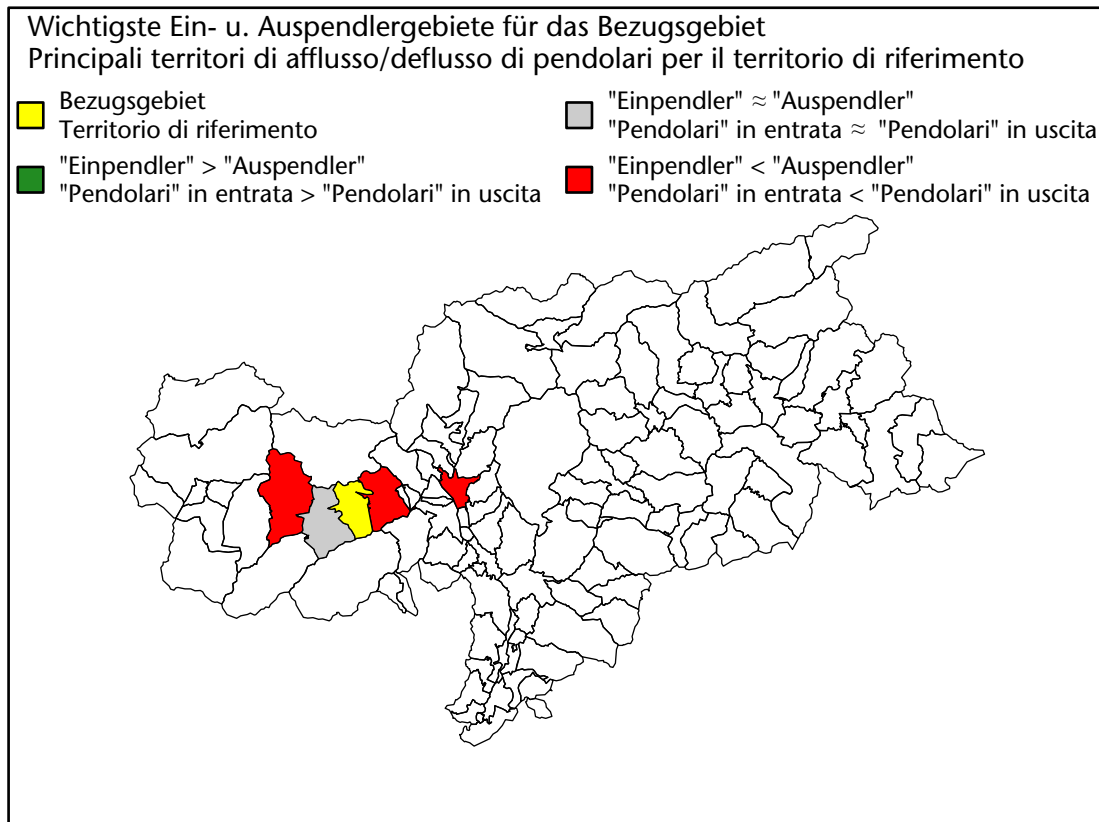 Wichtigste Ein- u. Auspendlergebiete für das Bezugsgebiet
Principali territori di afflusso/deflusso di pendolari per il territorio di riferimento
Bezugsgebiet
Territorio di riferimento
"Einpendler" > "Auspendler"
"Pendolari" in entrata > "Pendolari" in uscita
"Einpendler" ≈ "Auspendler"
"Pendolari" in entrata ≈ "Pendolari" in uscita
"Einpendler" < "Auspendler"
"Pendolari" in entrata < "Pendolari" in uscita